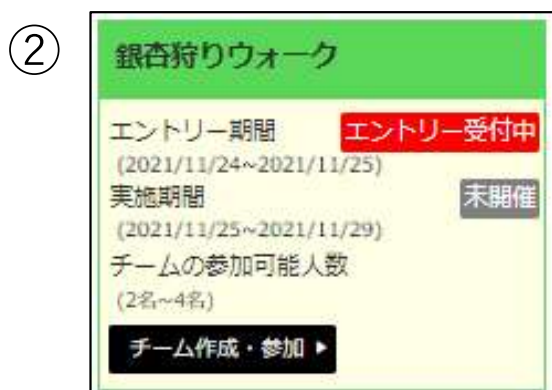 ②
銀杏狩りウォーク
エントリー期間 エントリー受付中
(2021/11/24~2021/11/25)
実施期間 未開催
(2021/11/25~2021/11/29)
チームの参加可能人数
(2名~4名)
チーム作成・参加 ▶